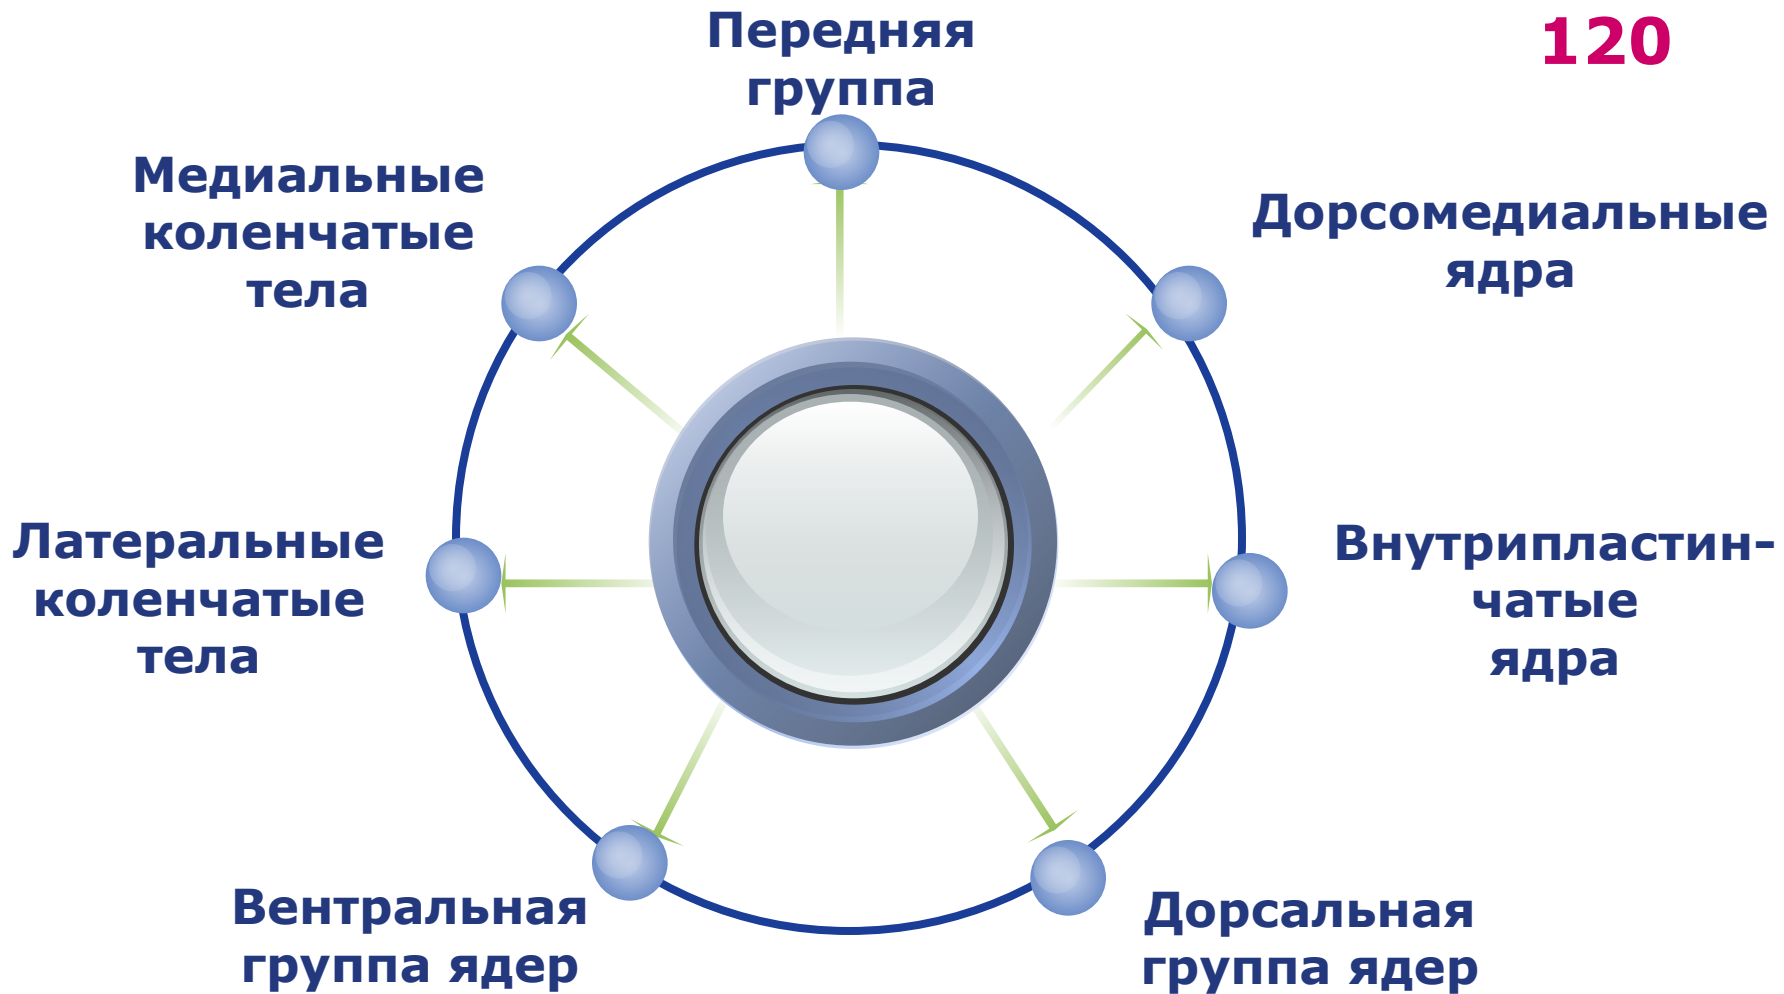 Передняя
группа
120
Медиальные
коленчатые
тела
Дорсомедиальные
ядра
Латеральные
коленчатые
тела
Внутрипластин-
чатые
ядра
Вентральная
группа ядер
Дорсальная
группа ядер